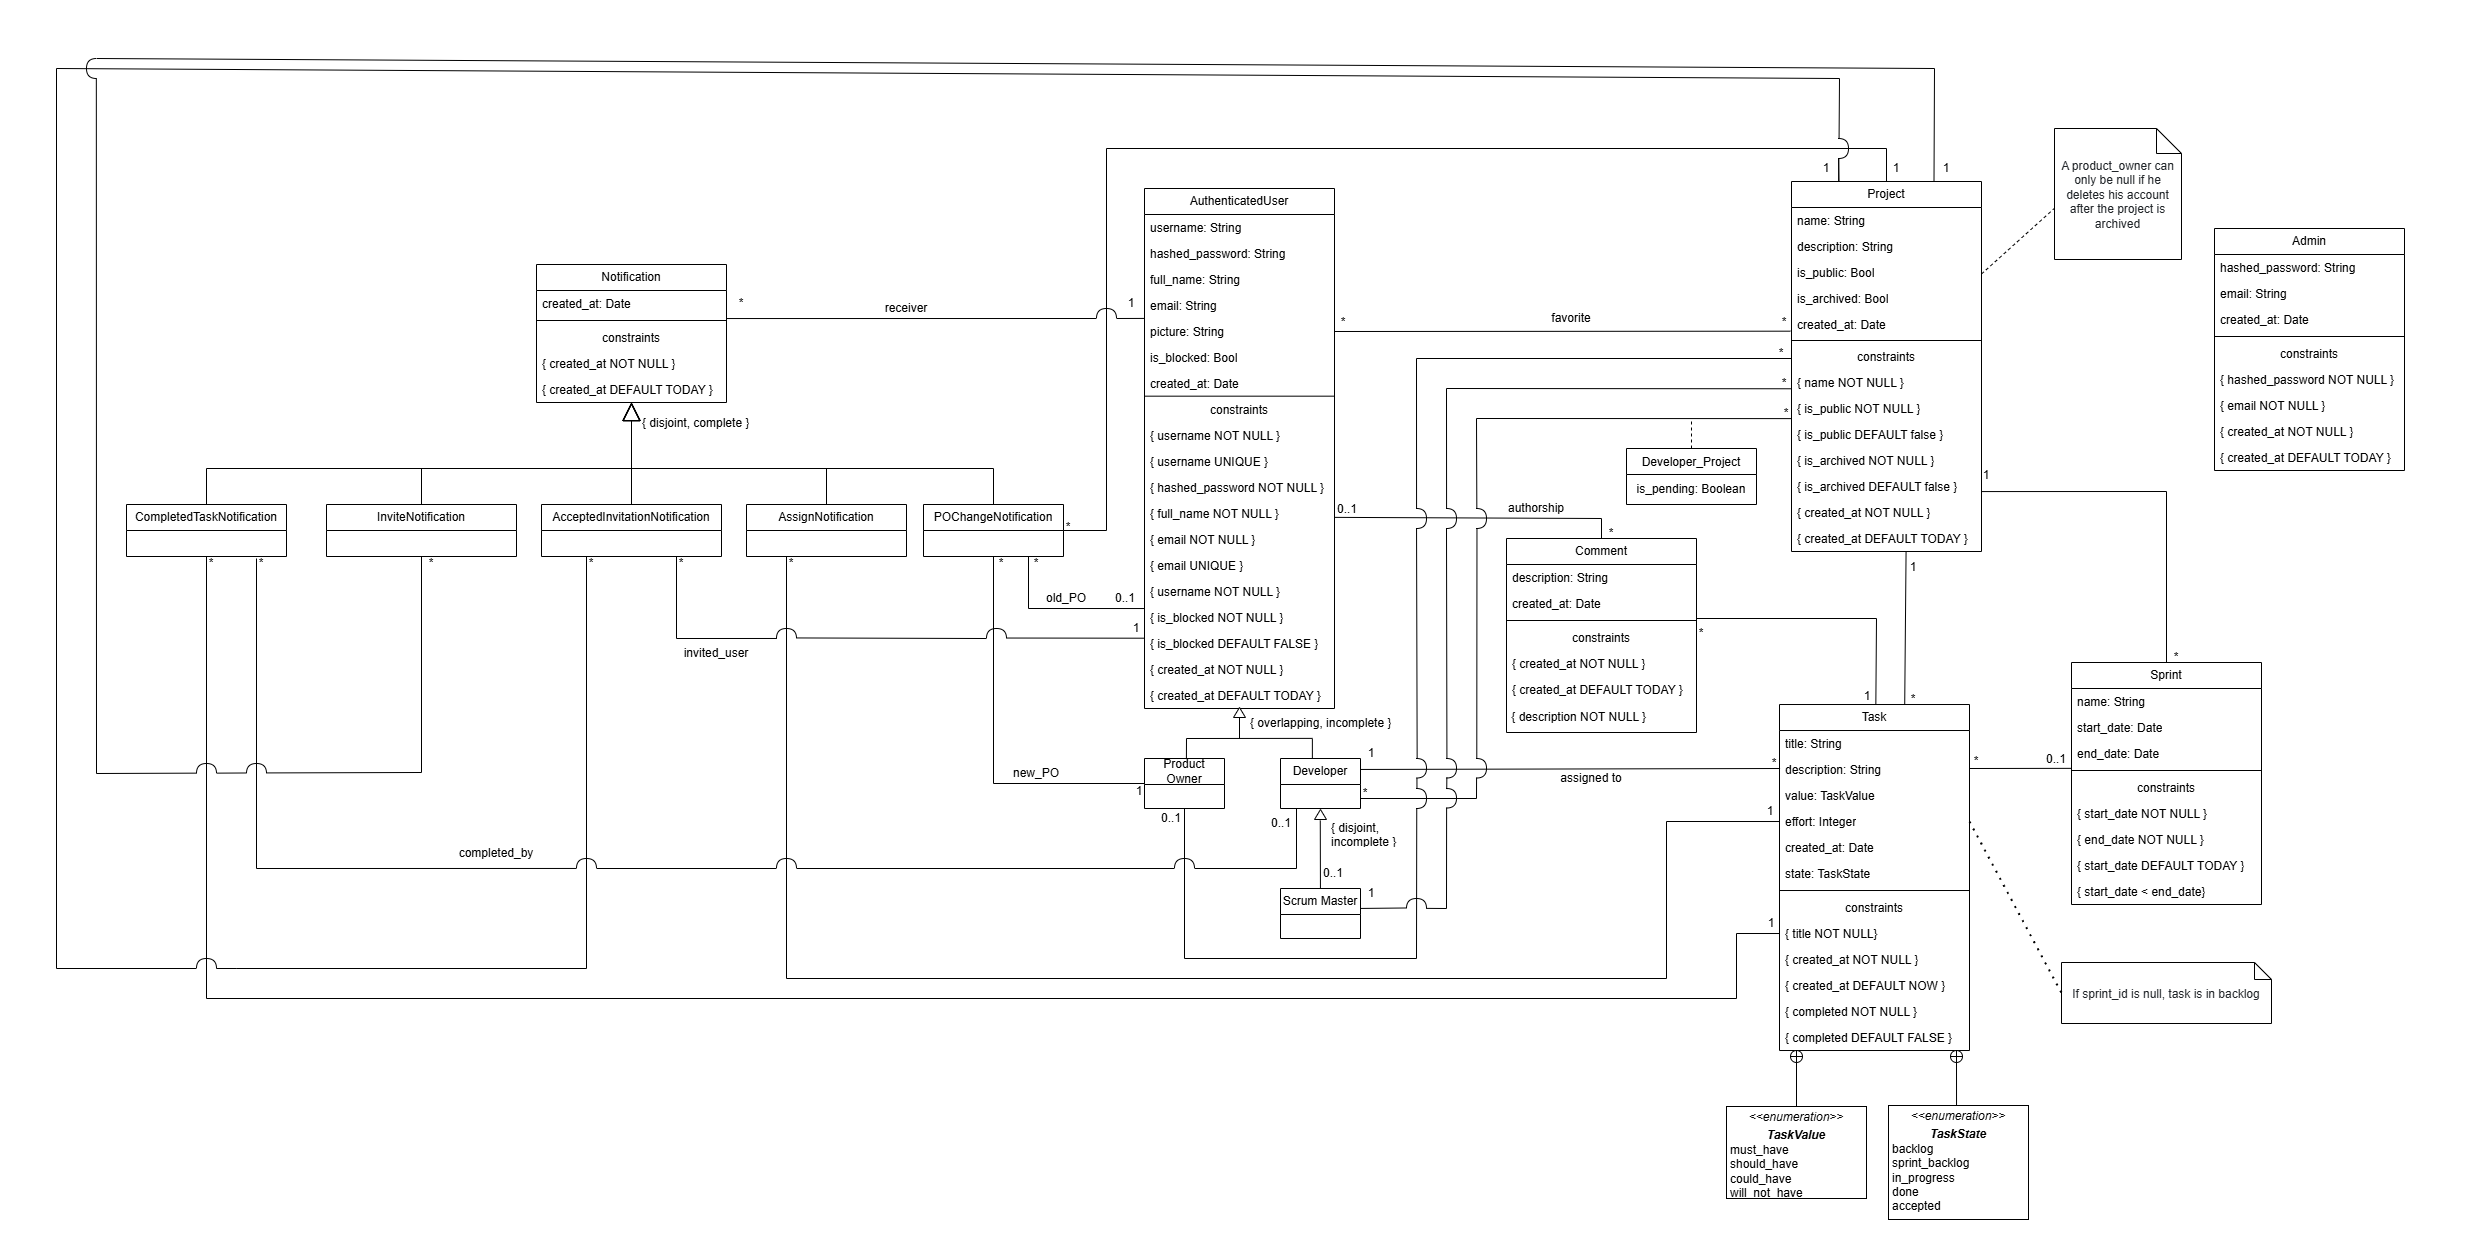 1
1
1
A product_owner can
only be null if he
deletes his account
after the project is
archived
AuthenticatedUser
username: String
hashed_password: String
full_name: String
email: String
picture: String
is_blocked: Bool
created_at: Date
constraints
{ username NOT NULL }
{ username UNIQUE }
{ hashed_password NOT NULL }
{ full_name NOT NULL }
{ email NOT NULL }
{ email UNIQUE }
{ username NOT NULL }
{ is_blocked NOT NULL }
{ is_blocked DEFAULT FALSE }
{ created_at NOT NULL }
{ created_at DEFAULT TODAY }
Project
name: String
description: String
is_public: Bool
is_archived: Bool
created_at: Date
constraints
{ name NOT NULL }
{ is_public NOT NULL }
{ is_public DEFAULT false }
{ is_archived NOT NULL }
{ is_archived DEFAULT false }
{ created_at NOT NULL }
{ created_at DEFAULT TODAY }
Admin
hashed_password: String
email: String
created_at: Date
constraints
{ hashed_password NOT NULL }
{ email NOT NULL }
{ created_at NOT NULL }
{ created_at DEFAULT TODAY }
Notification
created_at: Date
constraints
{ created_at NOT NULL }
{ created_at DEFAULT TODAY }
*
receiver
1
*
favorite
*
*
*
*
{ disjoint, complete }
Developer_Project
is_pending: Boolean
CompletedTaskNotification
InviteNotification
AcceptedInvitationNotification
AssignNotification
POChangeNotification
*
*
*
*
*
*
*
*
*
old_PO
0..1
1
invited_user
0..1
authorship
*
Comment
description: String
created_at: Date
constraints
{ created_at NOT NULL }
{ created_at DEFAULT TODAY }
{ description NOT NULL }
*
1
1
1
*
*
Sprint
name: String
start_date: Date
end_date: Date
constraints
{ start_date NOT NULL }
{ end_date NOT NULL }
{ start_date DEFAULT TODAY }
{ start_date < end_date}
{ overlapping, incomplete }
Product
Owner
Developer
1
assigned to
*
*
new_PO
1
0..1
0..1
{ disjoint,
incomplete }
completed_by
0..1
Scrum Master
1
Task
title: String
description: String
value: TaskValue
effort: Integer
created_at: Date
state: TaskState
constraints
{ title NOT NULL}
{ created_at NOT NULL }
{ created_at DEFAULT NOW }
{ completed NOT NULL }
{ completed DEFAULT FALSE }
*
0..1
1
1
If sprint_id is null, task is in backlog
<<enumeration>>
TaskValue
must_have
should_have
could_have
will_not_have
<<enumeration>>
TaskState
backlog
sprint_backlog
in_progress
done
accepted